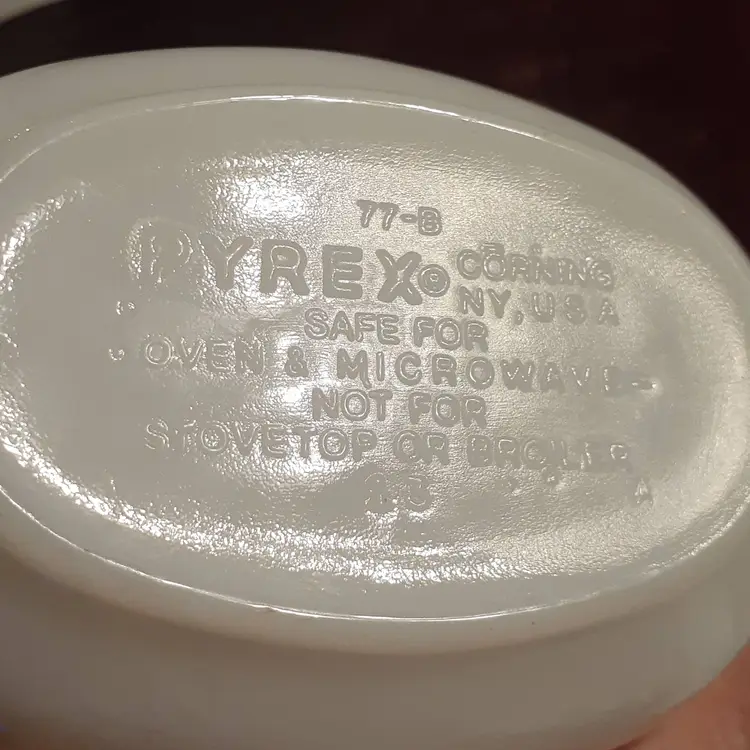 77-B
PYREX® CORNING
NY, USA
SAFE FOR
OVEN & MICROWAVE-
NOT FOR
STOVETOP OR BROILER
A